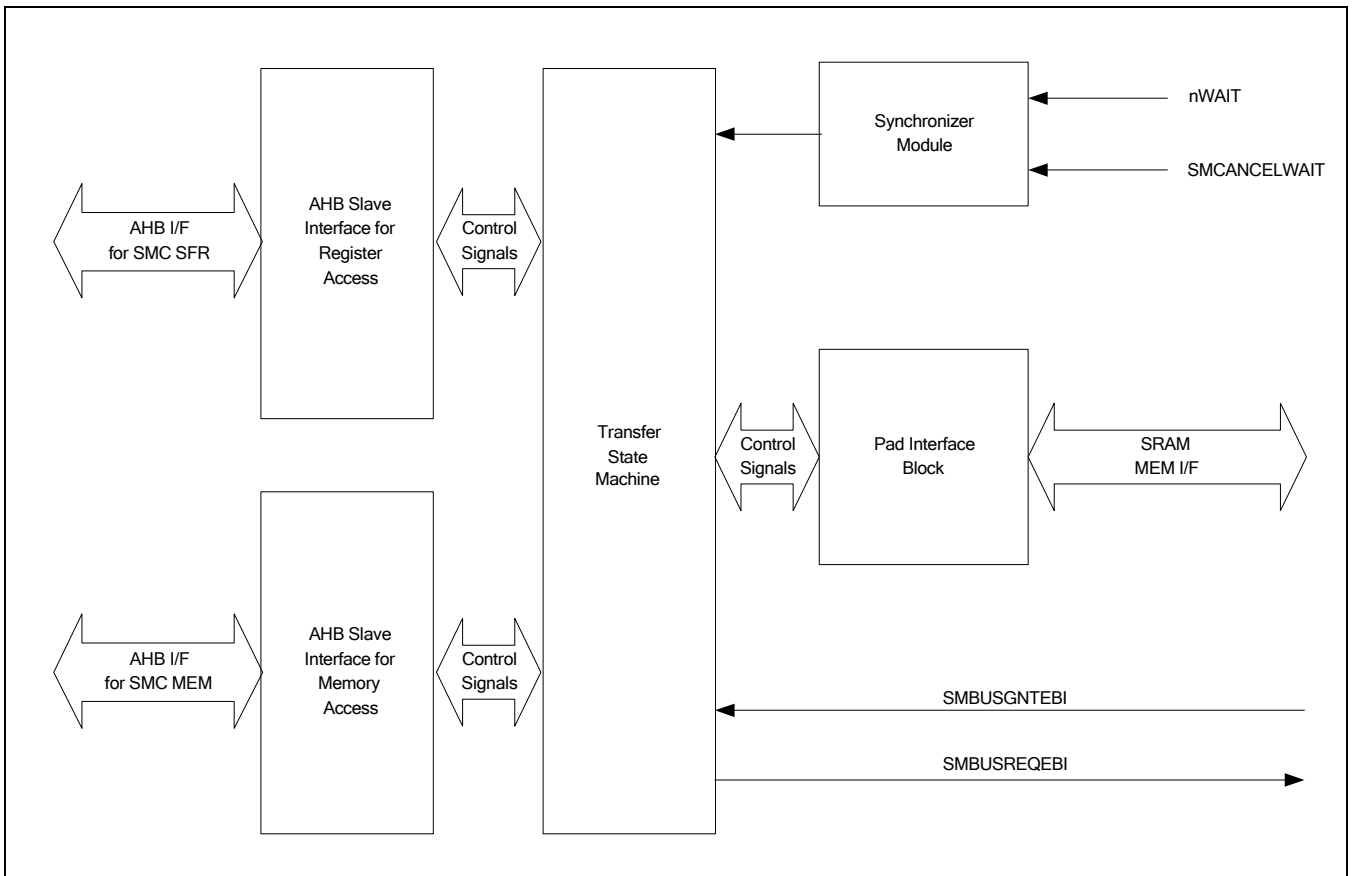 AHB I/F
for SMC SFR
AHB Slave
Interface for
Register
Access
Control
Signals
AHB I/F
for SMC MEM
AHB Slave
Interface for
Memory
Access
Control
Signals
Transfer
State
Machine
Synchronizer
Module
nWAIT
SMCANCELWAIT
Control
Signals
Pad Interface
Block
SRAM
MEM I/F
SMBUSGNTEBI
SMBUSREQEBI